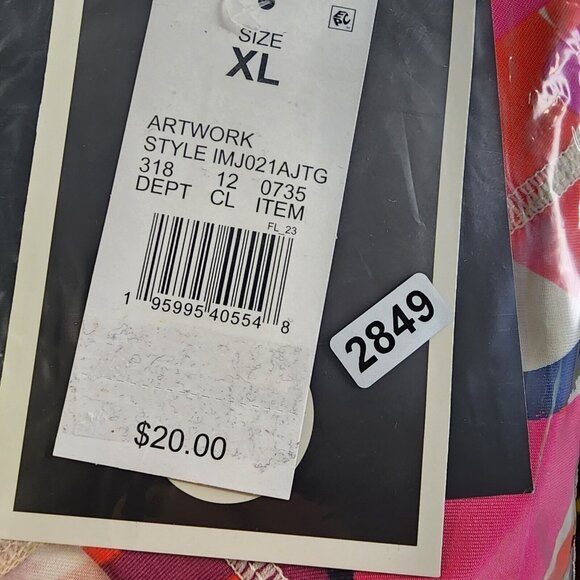 SIZE
XL
ARTWORK
STYLE IMJ021AJTG
318 12 0735
DEPT CL ITEM
FL_23
1 95995 40554 8
2849
$20.00